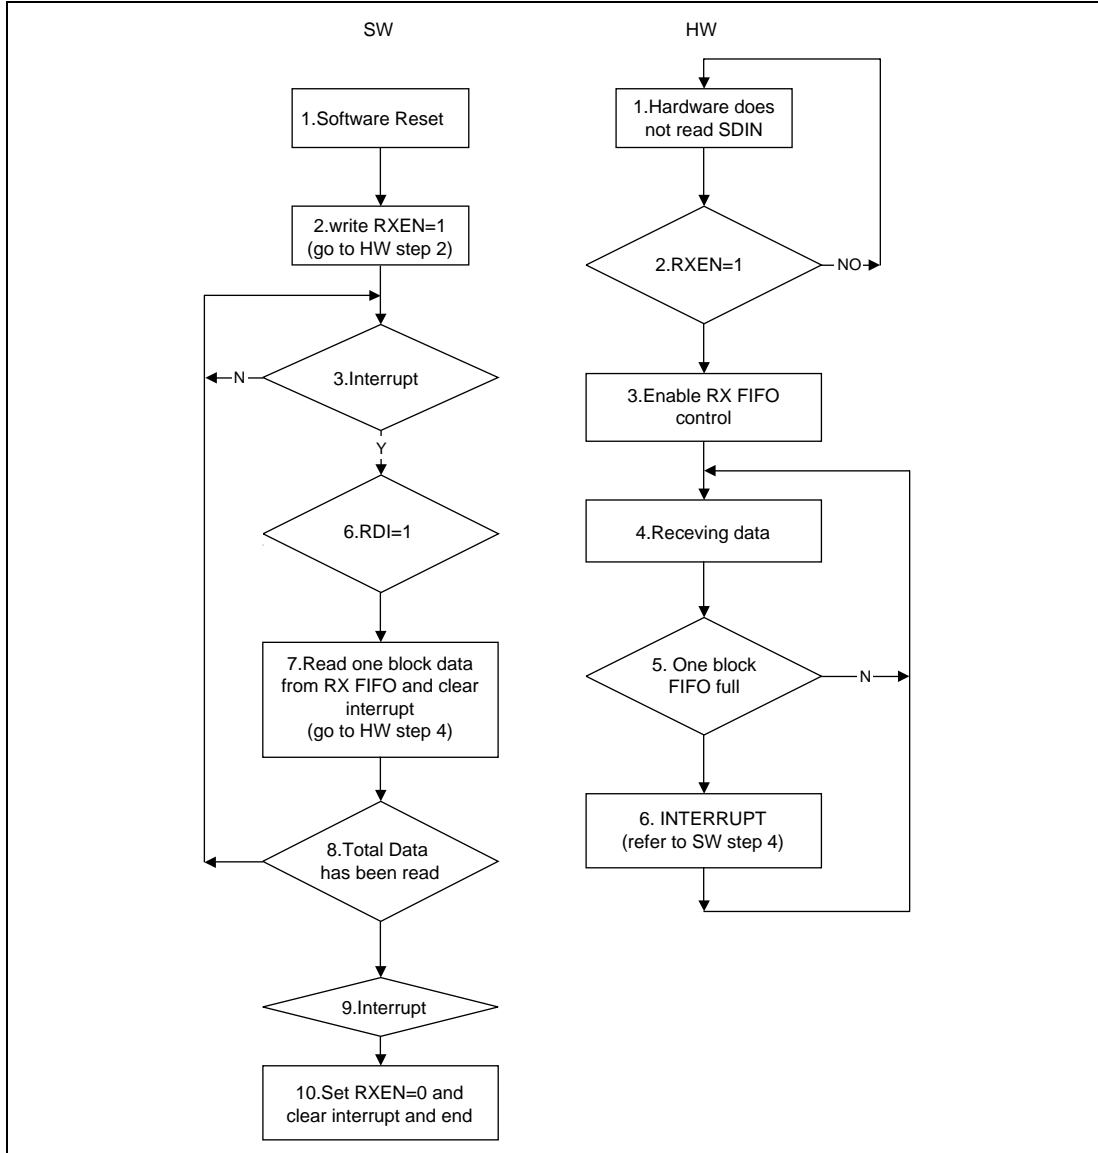 SW
1.Software Reset
2.write RXEN=1
(go to HW step 2)
3.Interrupt
N
Y
6.RDI=1
7.Read one block data
from RX FIFO and clear
interrupt
(go to HW step 4)
8.Total Data
has been read
9.Interrupt
10.Set RXEN=0 and
clear interrupt and end
HW
1.Hardware does
not read SDIN
2.RXEN=1
NO
3.Enable RX FIFO
control
4.Receving data
5. One block
FIFO full
N
6. INTERRUPT
(refer to SW step 4)